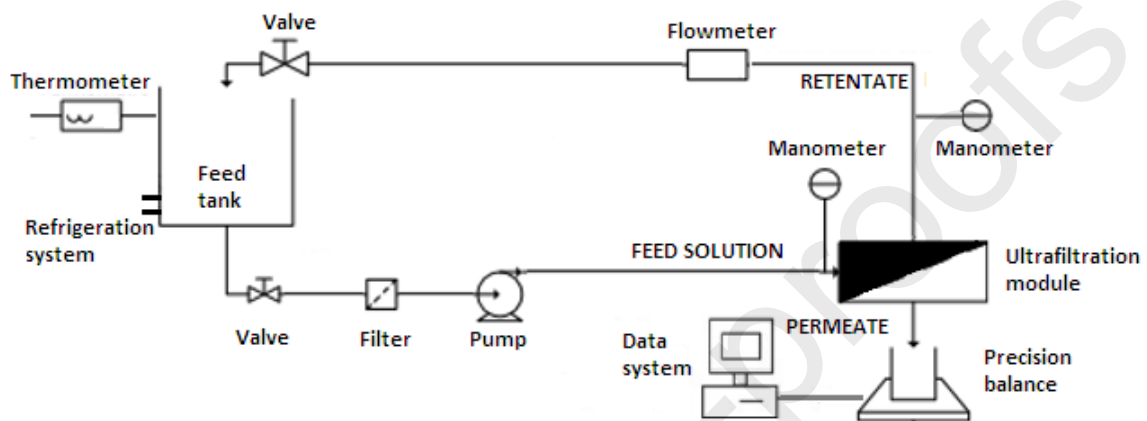 Valve
Flowmeter
Thermometer
RETENTATE
Manometer
Manometer
Feed
tank
Refrigeration
system
FEED SOLUTION
Ultrafiltration
module
Valve
Filter
Pump
Data
system
PERMEATE
Precision
balance
proofs